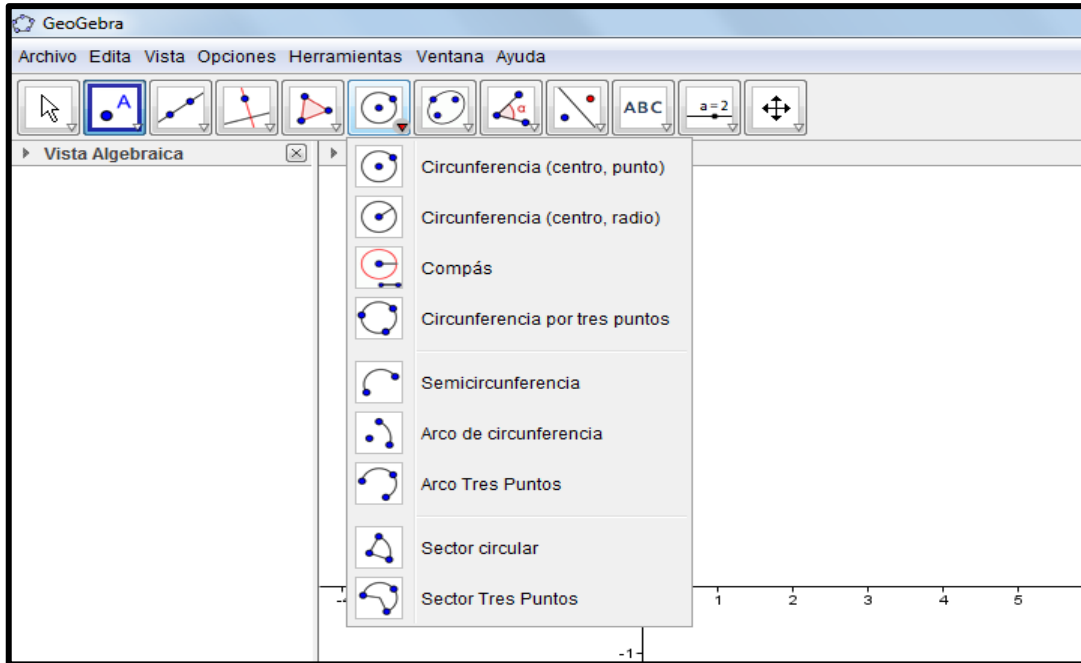 GeoGebra
Archivo Edita Vista Opciones Herramientas Ventana Ayuda
A α ABC a=2
Vista Algebraica
Circunferencia (centro, punto)
Circunferencia (centro, radio)
Compás
Circunferencia por tres puntos
Semicircunferencia
Arco de circunferencia
Arco Tres Puntos
Sector circular
Sector Tres Puntos
1 2 3 4 5
-1